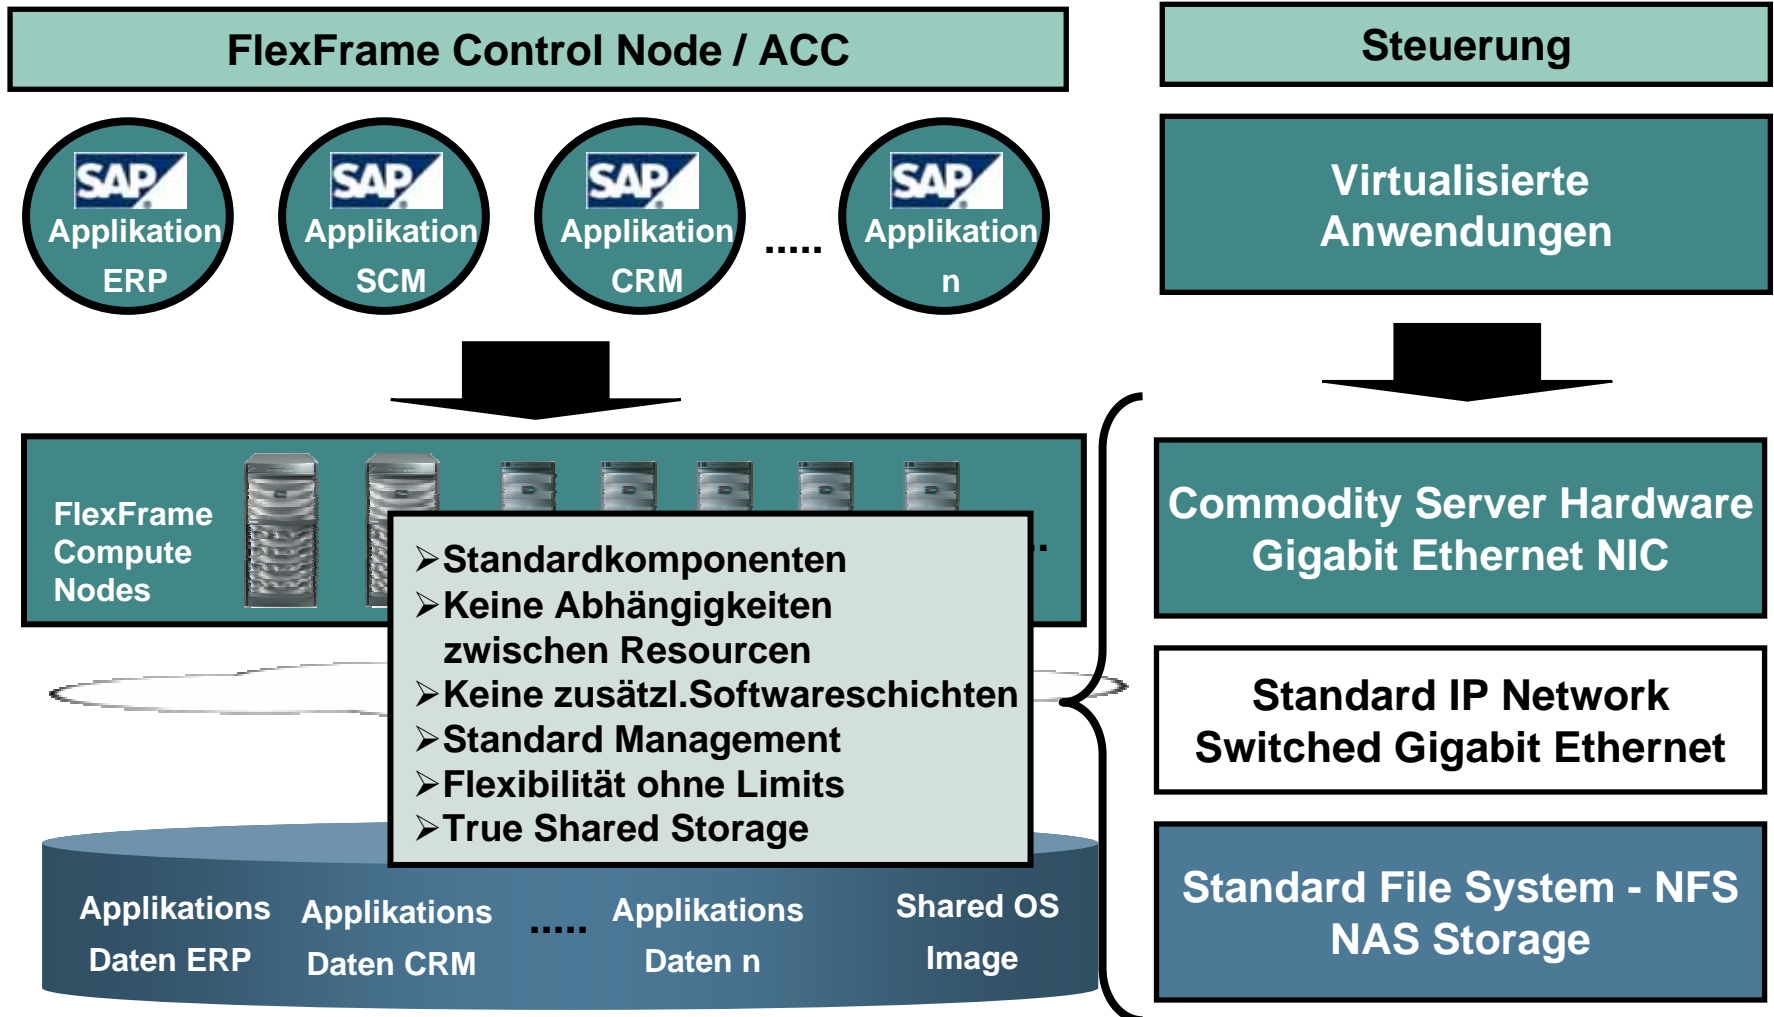 FlexFrame Control Node / ACC
Steuerung
SAP
Applikation
ERP
SAP
Applikation
SCM
SAP
Applikation
CRM
.....
SAP
Applikation
n
Virtualisierte
Anwendungen
FlexFrame
Compute
Nodes
..
➢Standardkomponenten
➢Keine Abhängigkeiten
zwischen Resourcen
➢Keine zusätzl.Softwareschichten
➢Standard Management
➢Flexibilität ohne Limits
➢True Shared Storage
Commodity Server Hardware
Gigabit Ethernet NIC
Standard IP Network
Switched Gigabit Ethernet
Standard File System - NFS
NAS Storage
Applikations
Daten ERP
Applikations
Daten CRM
.....
Applikations
Daten n
Shared OS
Image